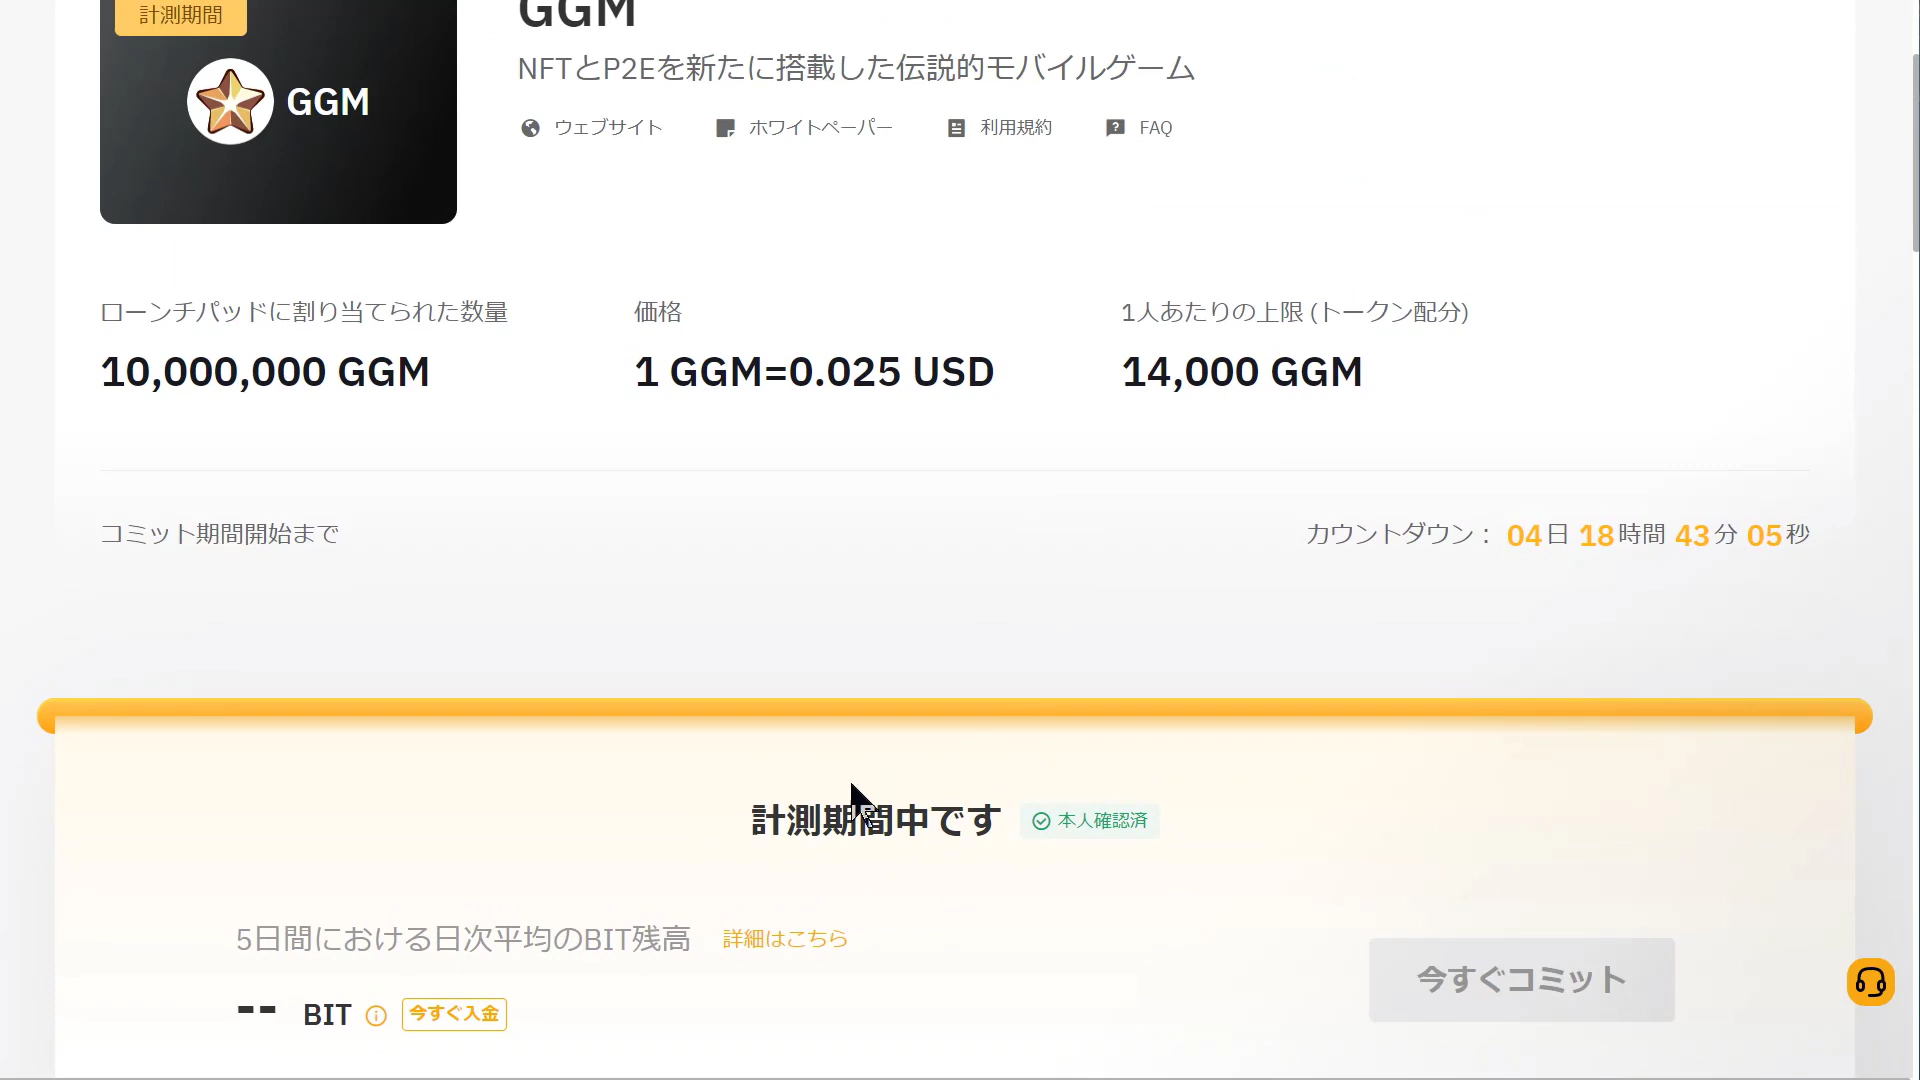 計測期間
GGM
GGM
NFTとP2Eを新たに搭載した伝説的モバイルゲーム
ウェブサイト ホワイトペーパー 利用規約 FAQ
ローンチパッドに割り当てられた数量 価格 1人あたりの上限 (トークン配分)
10,000,000 GGM 1 GGM=0.025 USD 14,000 GGM
コミット期間開始まで カウントダウン： 04日 18時間 43分 05秒
計測期間中です 本人確認済
5日間における日次平均のBIT残高 詳細はこちら
今すぐコミット
-- BIT 今すぐ入金